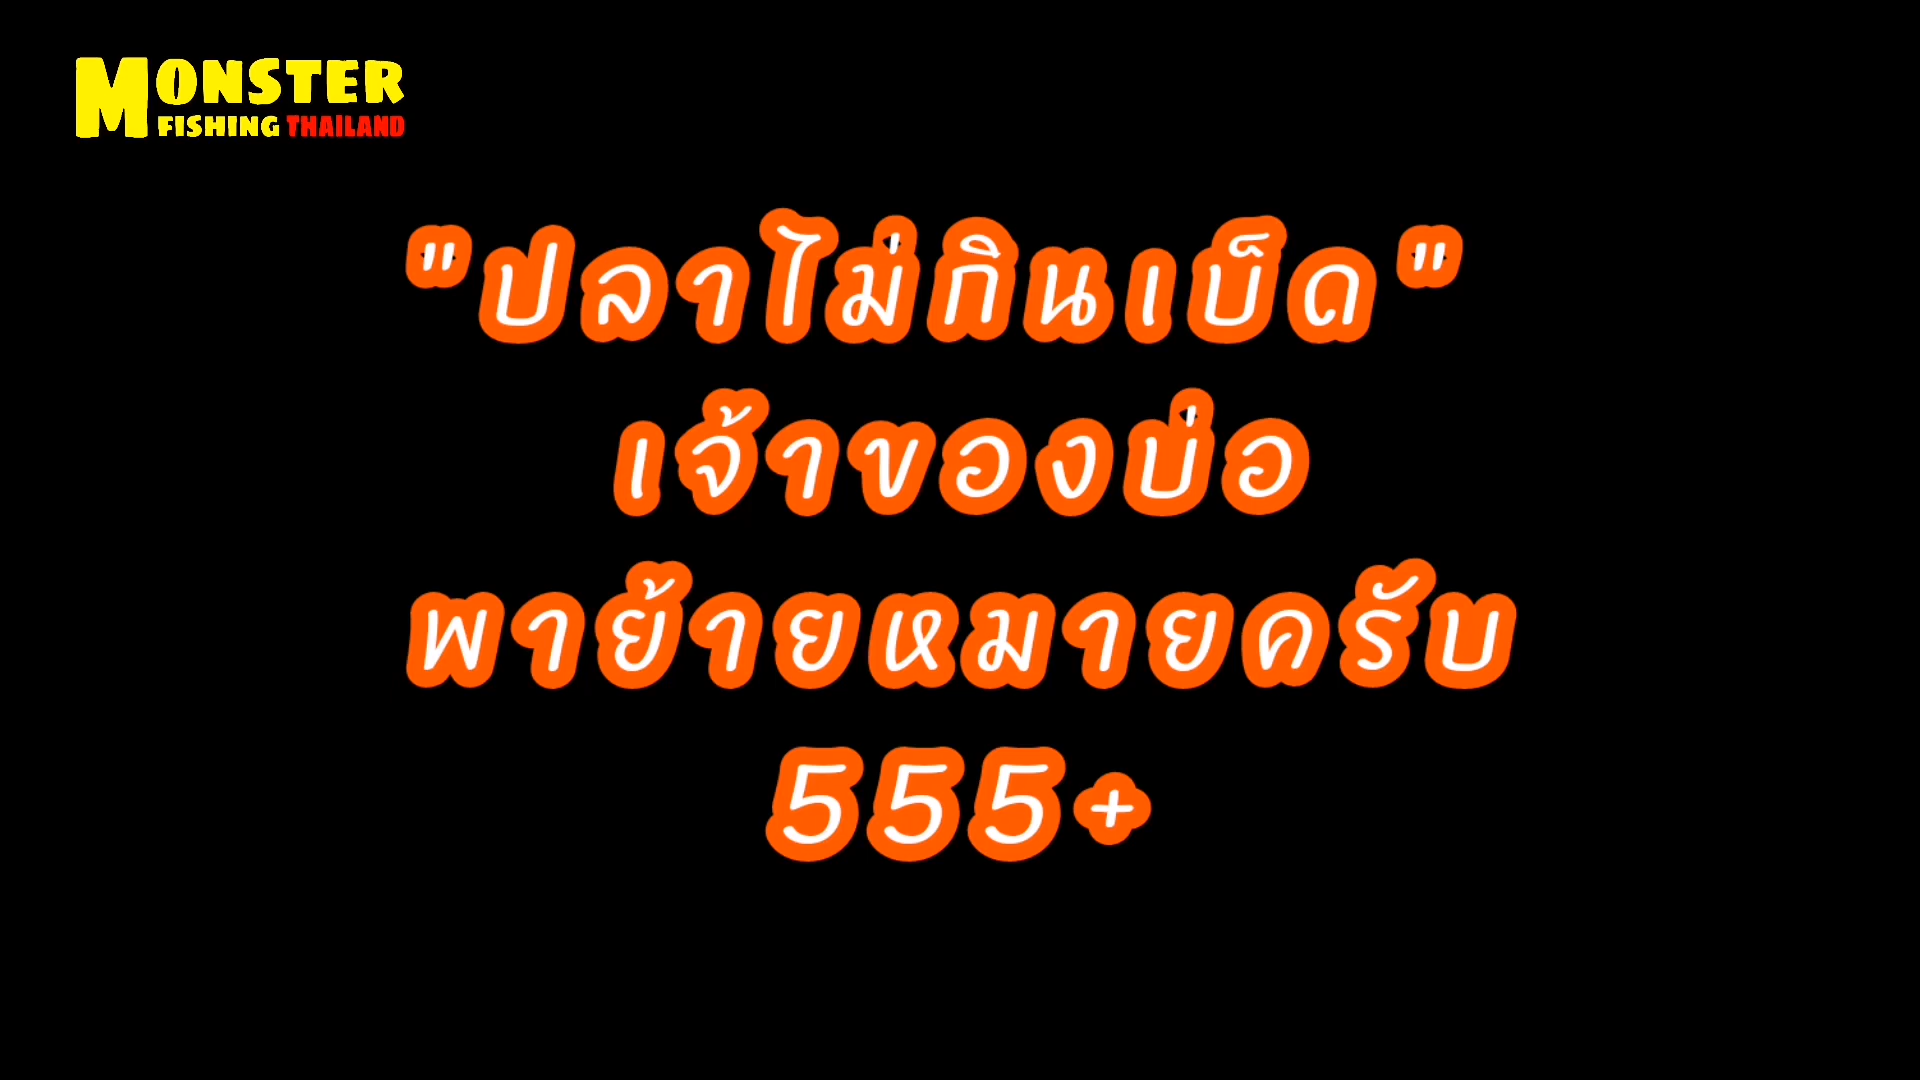 MONSTER
FISHING THAILAND
"ปลาไม่กินเบ็ด"
เจ้าของบ่อ
พาย้ายหมายครับ
555+